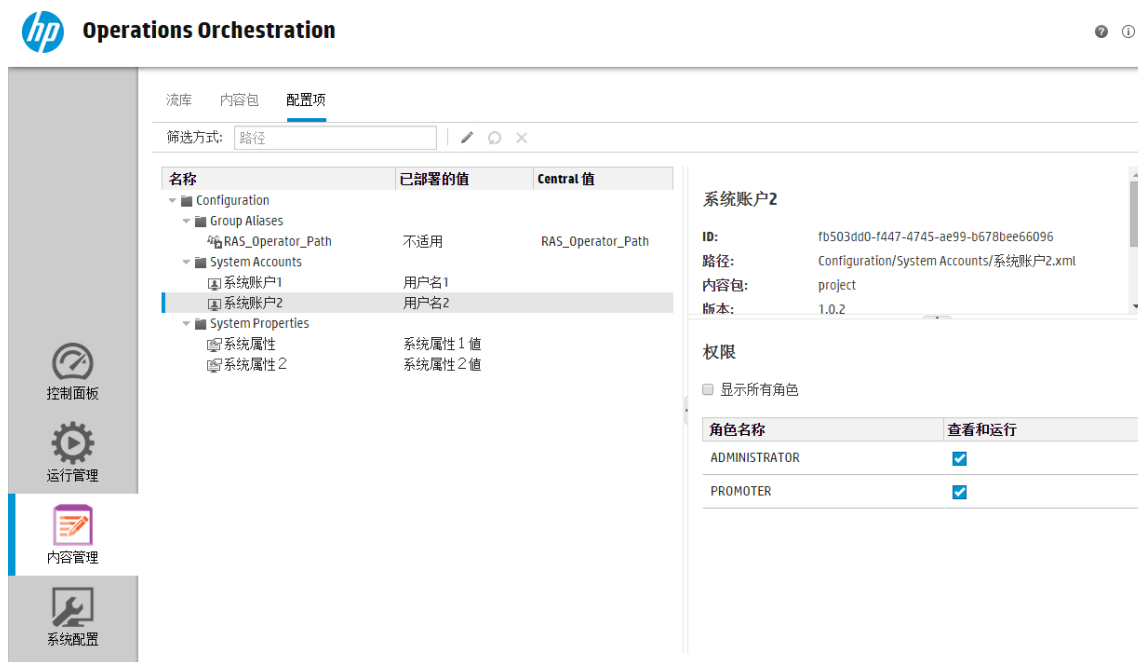 hp Operations Orchestration
流库 内容包 配置项
筛选方式: 路径
名称 已部署的值 Central 值
Configuration
Group Aliases
RAS_Operator_Path 不适用 RAS_Operator_Path
System Accounts
系统账户1 用户名1
系统账户2 用户名2
System Properties
系统属性 系统属性１值
系统属性２ 系统属性２值
系统账户2
ID: fb503dd0-f447-4745-ae99-b678bee66096
路径: Configuration/System Accounts/系统账户2.xml
内容包: project
版本: 1.0.2
权限
显示所有角色
角色名称 查看和运行
ADMINISTRATOR
PROMOTER
控制面板
运行管理
内容管理
系统配置